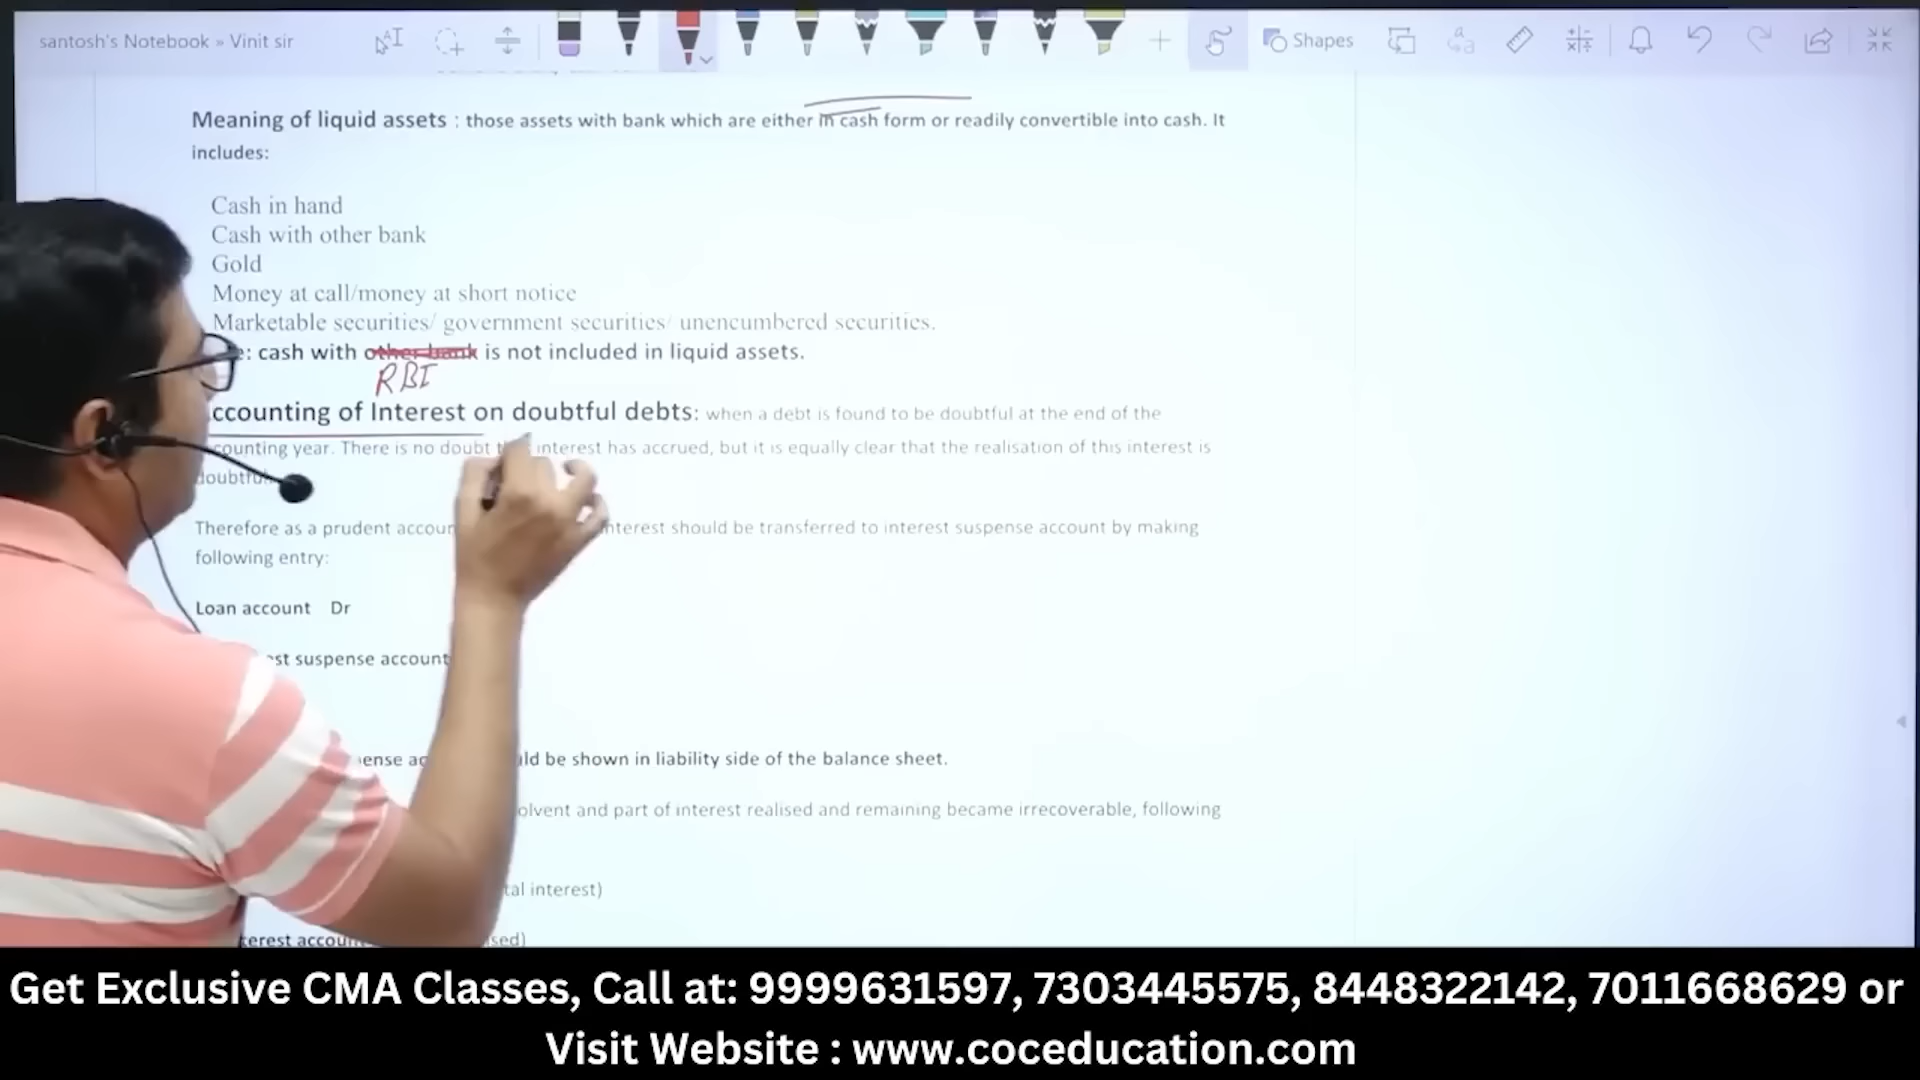 santosh's Notebook » Vinit sir
Shapes
Meaning of liquid assets : those assets with bank which are either in cash form or readily convertible into cash. It
includes:
Cash in hand
Cash with other bank
Gold
Money at call/money at short notice
Marketable securities/ government securities/ unencumbered securities.
: cash with other bank is not included in liquid assets.
RBI
ccounting of Interest on doubtful debts: when a debt is found to be doubtful at the end of the
counting year. There is no doubt interest has accrued, but it is equally clear that the realisation of this interest is
doubtful
Therefore as a prudent accoun nterest should be transferred to interest suspense account by making
following entry:
Loan account Dr
st suspense account
ense ac ld be shown in liability side of the balance sheet.
olvent and part of interest realised and remaining became irrecoverable, following
tal interest)
terest accoun sed)
Get Exclusive CMA Classes, Call at: 9999631597, 7303445575, 8448322142, 7011668629 or
Visit Website : www.coceducation.com